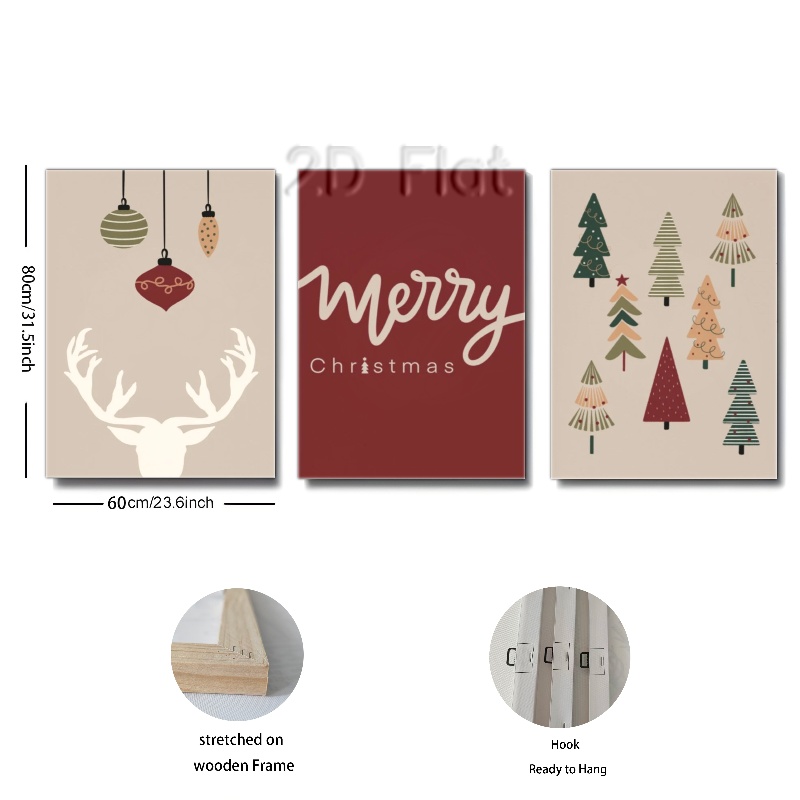 2D Flat
80cm/31.5inch
merry
Christmas
60cm/23.6inch
stretched on
wooden Frame
Hook
Ready to Hang